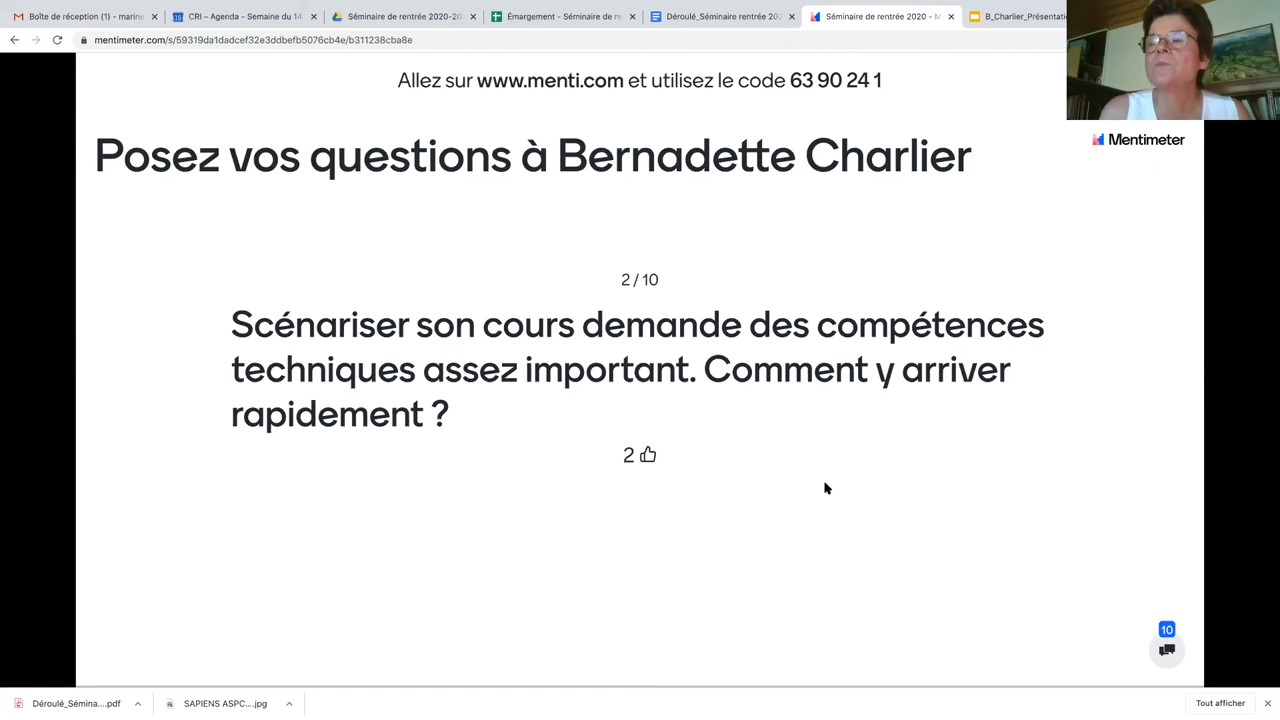 Boîte de réception (1) - marine
CRI – Agenda - Semaine du 14
Séminaire de rentrée 2020-20
Émargement - Séminaire de re
Déroulé_Séminaire rentrée 202
Séminaire de rentrée 2020 - M
B_Charlier_Présentatio
mentimeter.com/s/59319da1dadcef32e3ddbefb5076cb4e/b311238cba8e
Allez sur www.menti.com et utilisez le code 63 90 24 1
Mentimeter
Posez vos questions à Bernadette Charlier
2 / 10
Scénariser son cours demande des compétences
techniques assez important. Comment y arriver
rapidement ?
2
10
Déroulé_Sémina....pdf
SAPIENS ASPC....jpg
Tout afficher